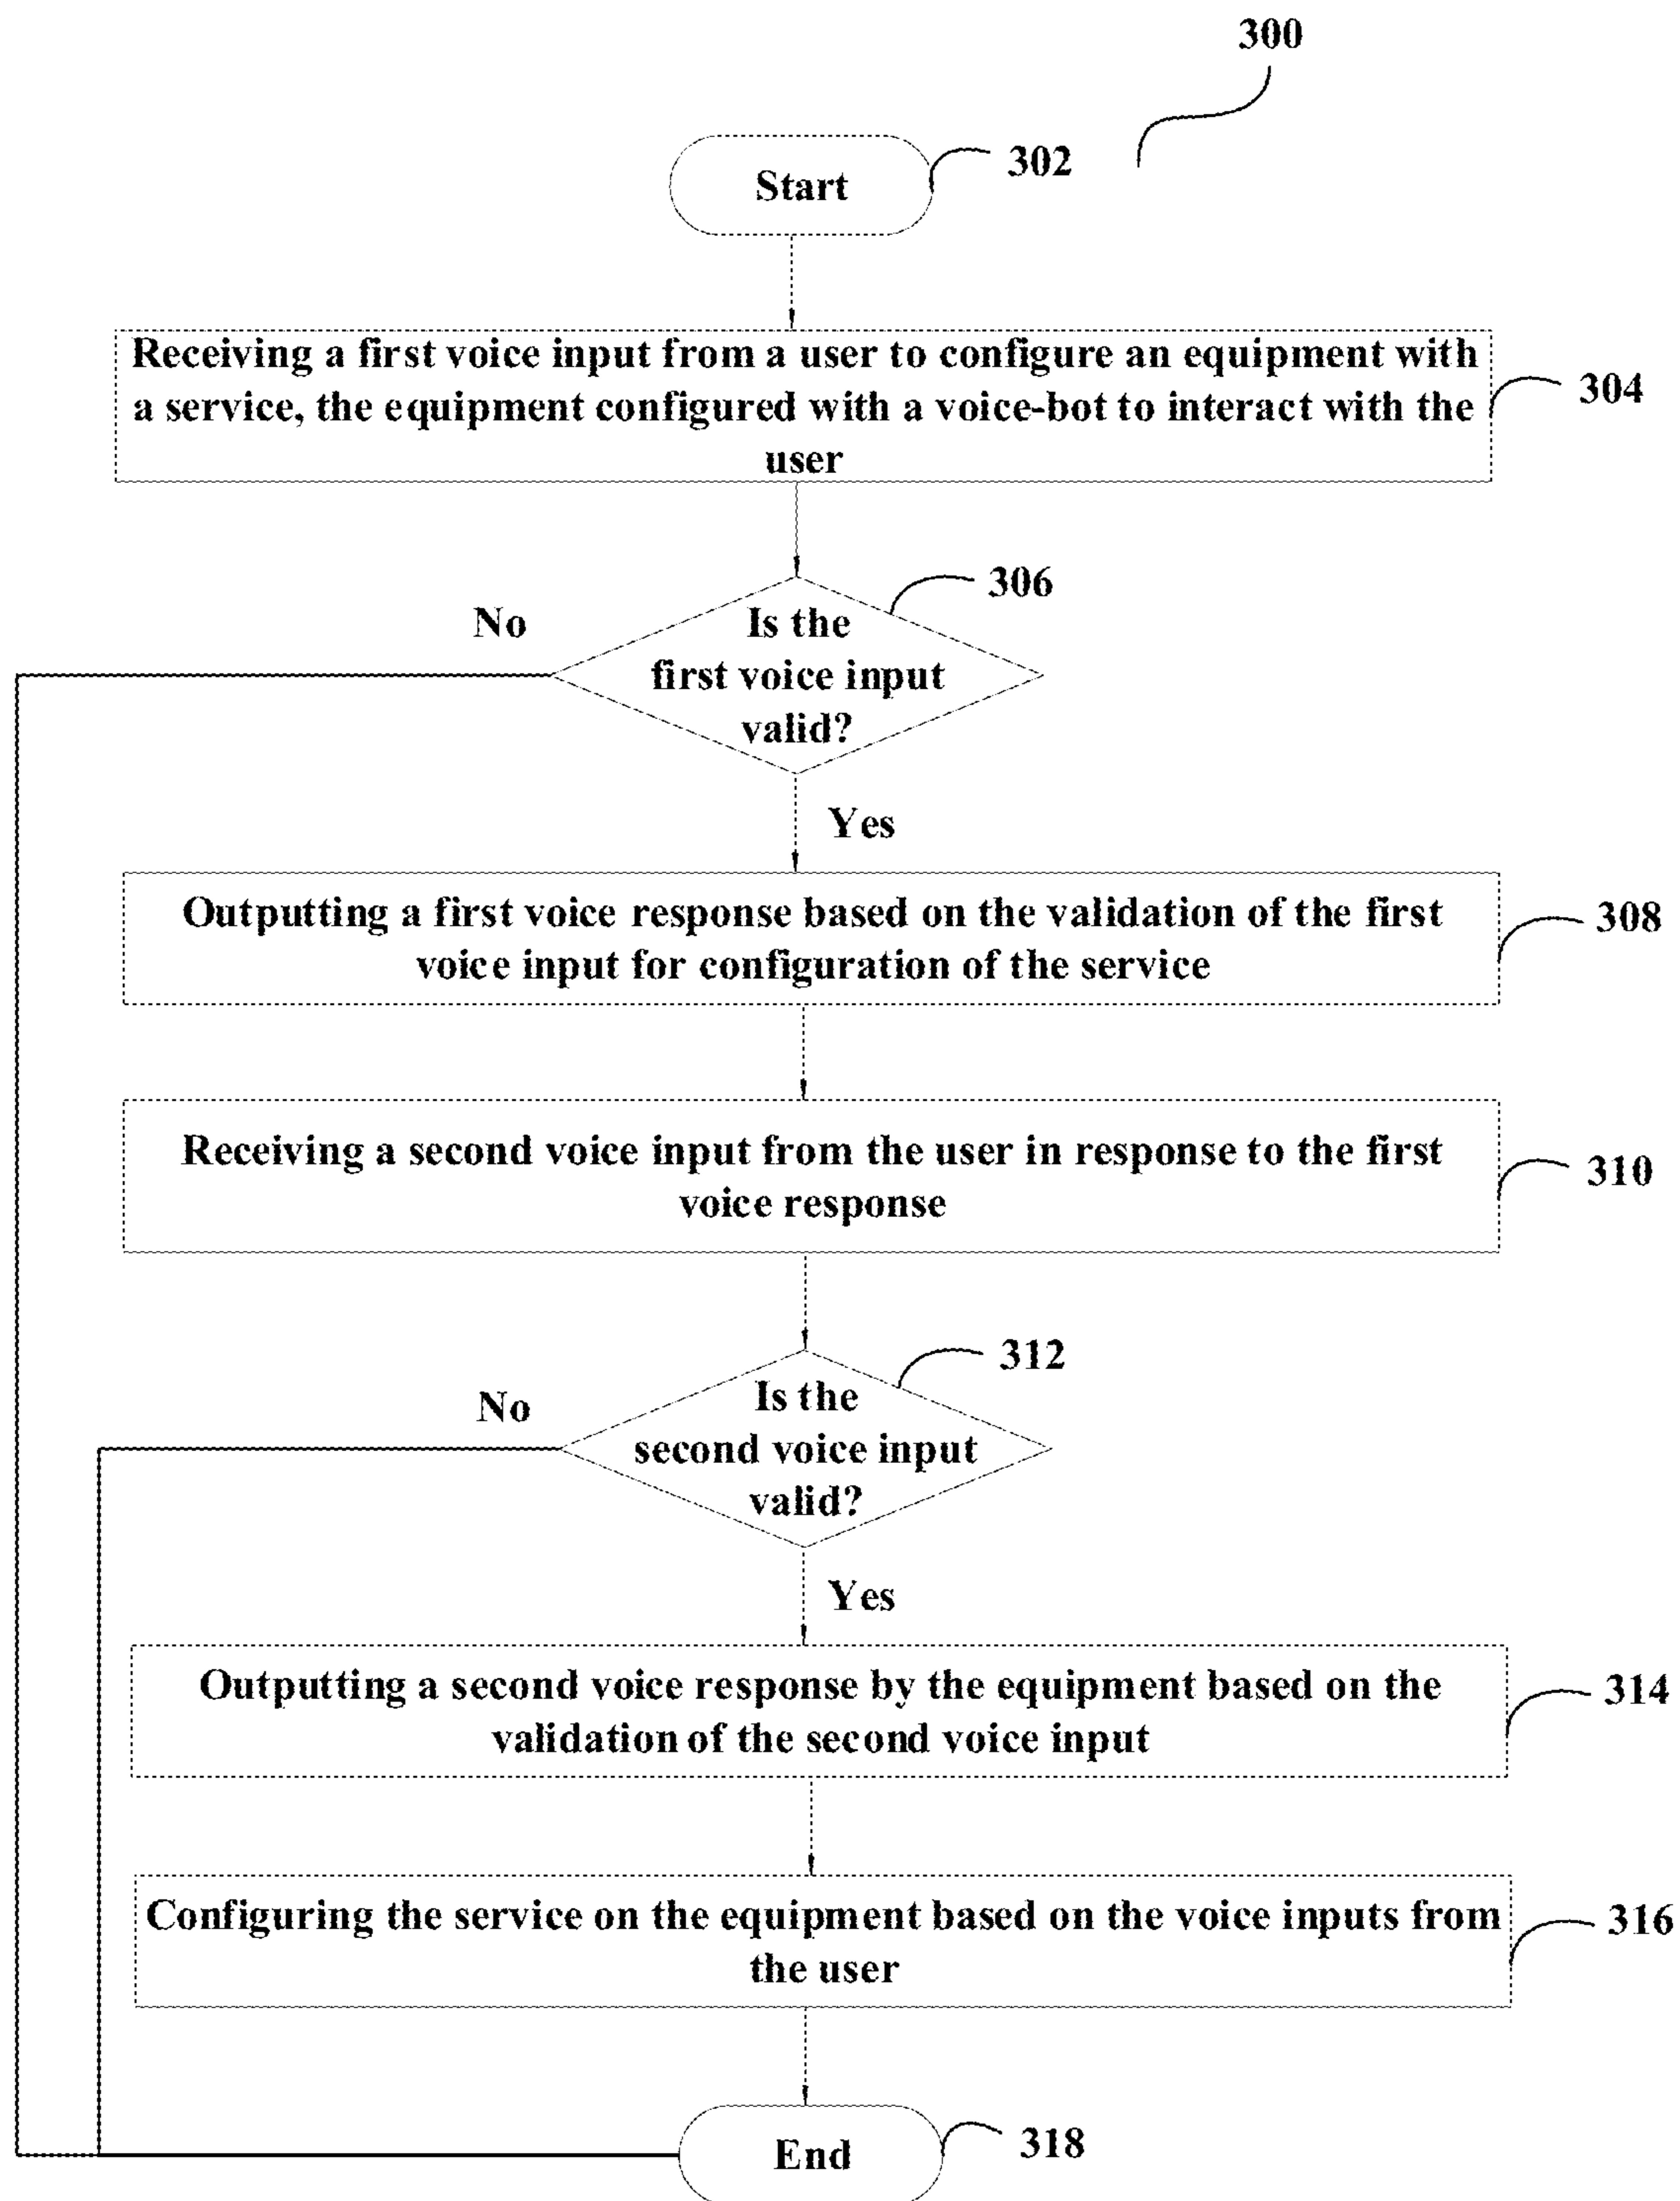 300
Start
302
Receiving a first voice input from a user to configure an equipment with
a service, the equipment configured with a voice-bot to interact with the
user
304
306
No
Is the
first voice input
valid?
Yes
Outputting a first voice response based on the validation of the first
voice input for configuration of the service
308
Receiving a second voice input from the user in response to the first
voice response
310
312
No
Is the
second voice input
valid?
Yes
Outputting a second voice response by the equipment based on the
validation of the second voice input
314
Configuring the service on the equipment based on the voice inputs from
the user
316
End
318